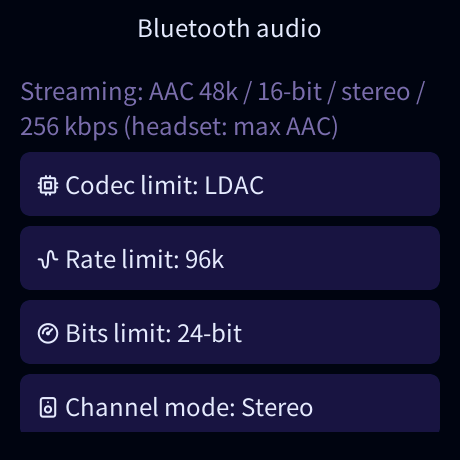 Bluetooth audio
Streaming: AAC 48k / 16-bit / stereo /
256 kbps (headset: max AAC)
Codec limit: LDAC
Rate limit: 96k
Bits limit: 24-bit
Channel mode: Stereo